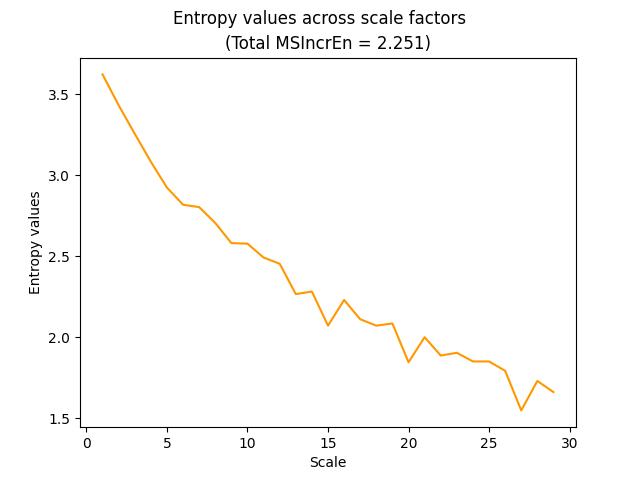 Entropy values across scale factors
(Total MSIncrEn = 2.251)
3.5
3.0
2.5
2.0
1.5
Entropy values
0 5 10 15 20 25 30
Scale